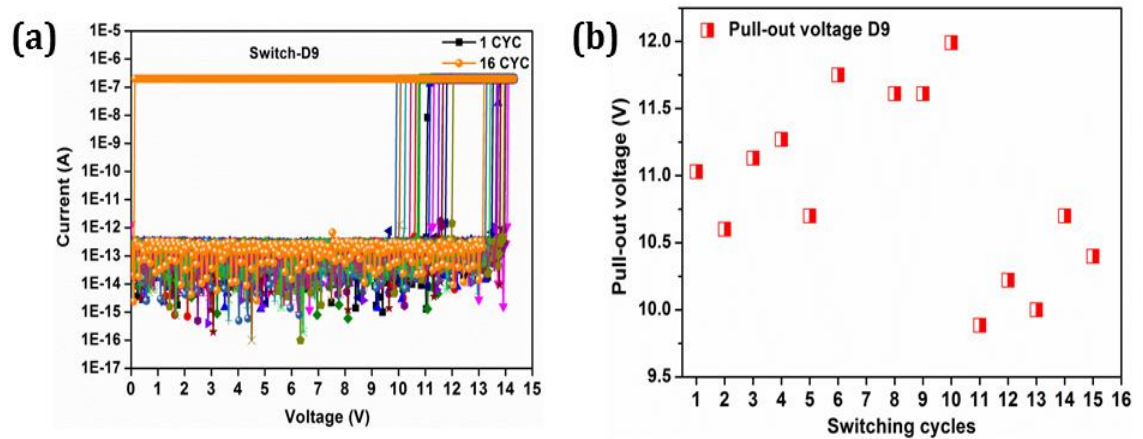 (a)
Switch-D9
1 CYC
16 CYC
1E-5
1E-6
1E-7
1E-8
1E-9
1E-10
1E-11
1E-12
1E-13
1E-14
1E-15
1E-16
1E-17
Current (A)
0 1 2 3 4 5 6 7 8 9 10 11 12 13 14 15
Voltage (V)
(b)
Pull-out voltage D9
12.0
11.5
11.0
10.5
10.0
9.5
Pull-out voltage (V)
1 2 3 4 5 6 7 8 9 10 11 12 13 14 15 16
Switching cycles